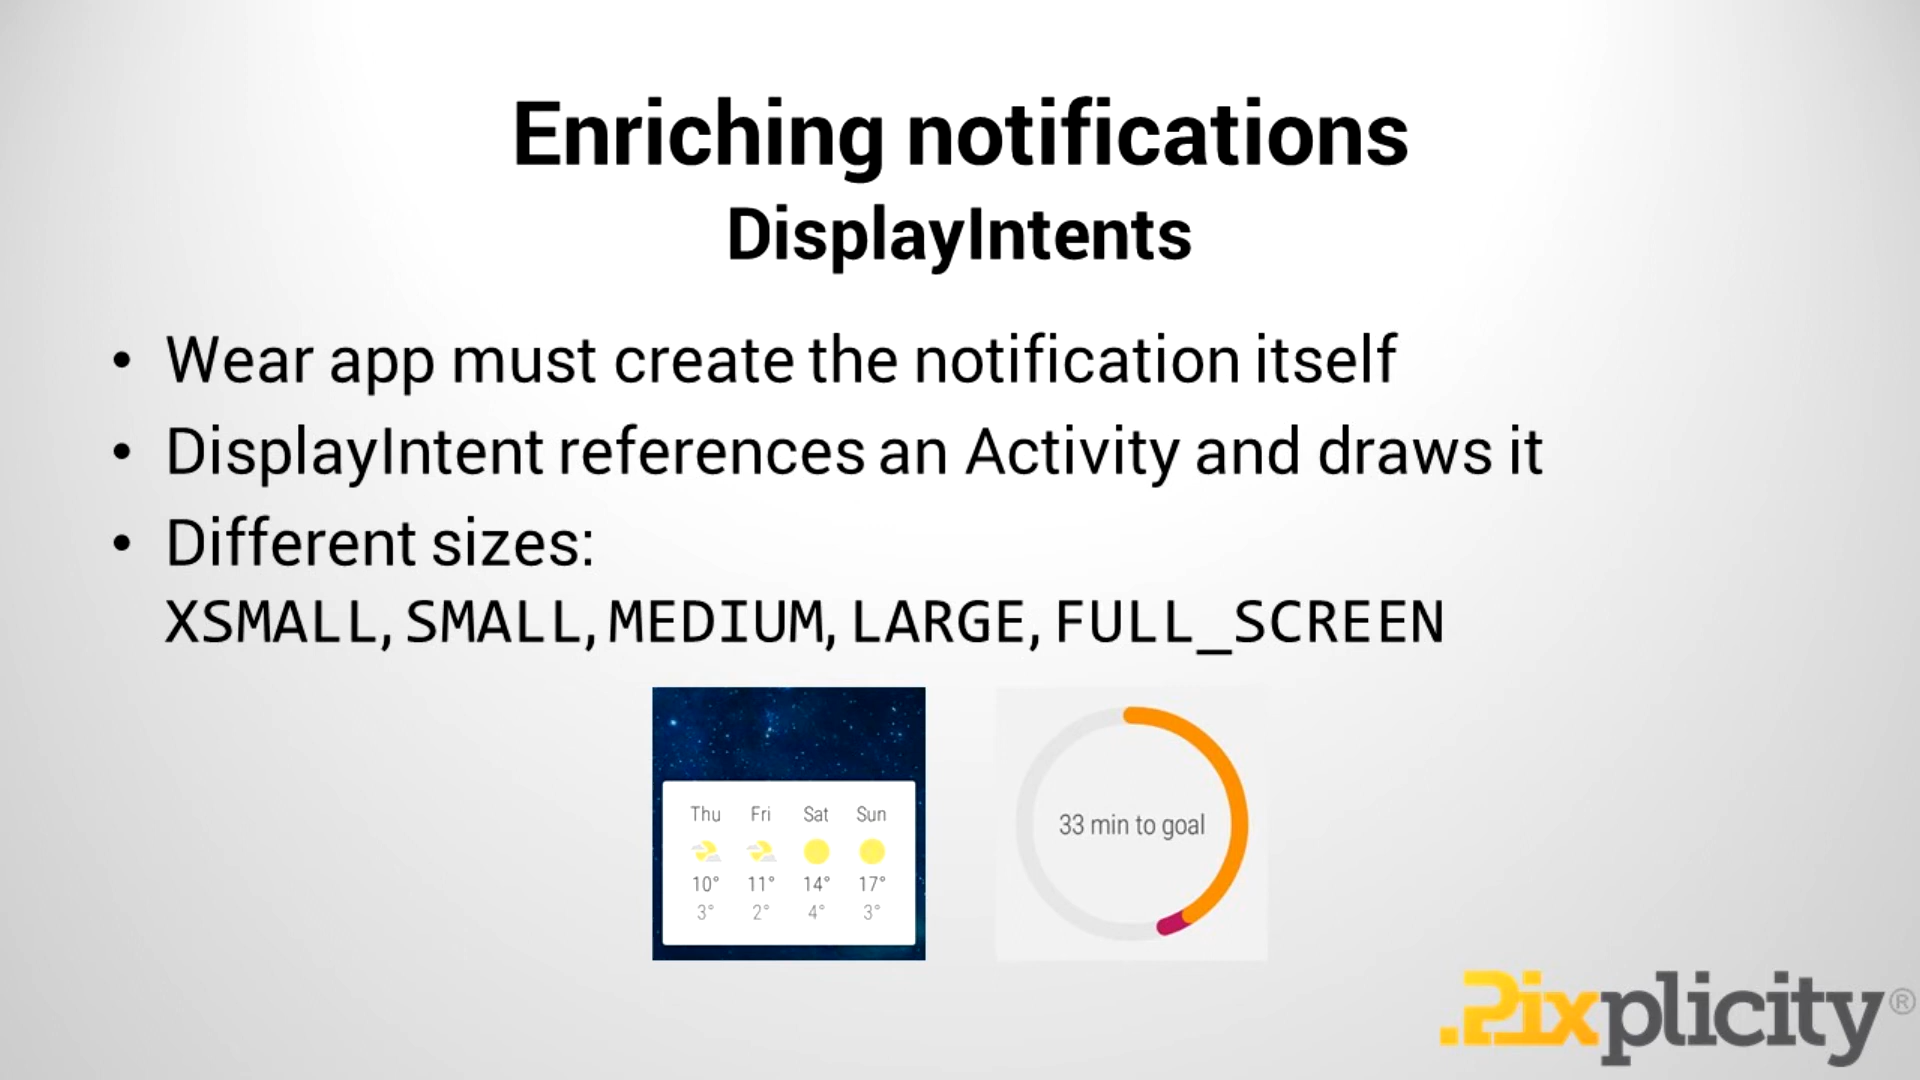 Enriching notifications
DisplayIntents
• Wear app must create the notification itself
• DisplayIntent references an Activity and draws it
• Different sizes:
XSMALL, SMALL, MEDIUM, LARGE, FULL_SCREEN
Thu Fri Sat Sun
10° 11° 14° 17°
3° 2° 4° 3°
33 min to goal
.Pixplicity®